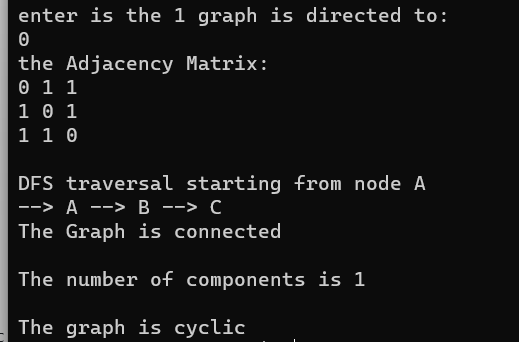 enter is the 1 graph is directed to:
0
the Adjacency Matrix:
0 1 1
1 0 1
1 1 0
DFS traversal starting from node A
--> A --> B --> C
The Graph is connected
The number of components is 1
The graph is cyclic